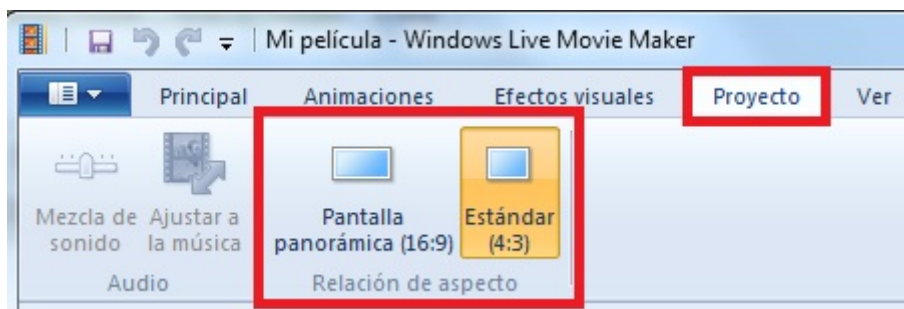 Mi película - Windows Live Movie Maker
Principal Animaciones Efectos visuales Proyecto Ver
Mezcla de sonido
Ajustar a la música
Pantalla panorámica (16:9)
Estándar (4:3)
Audio
Relación de aspecto